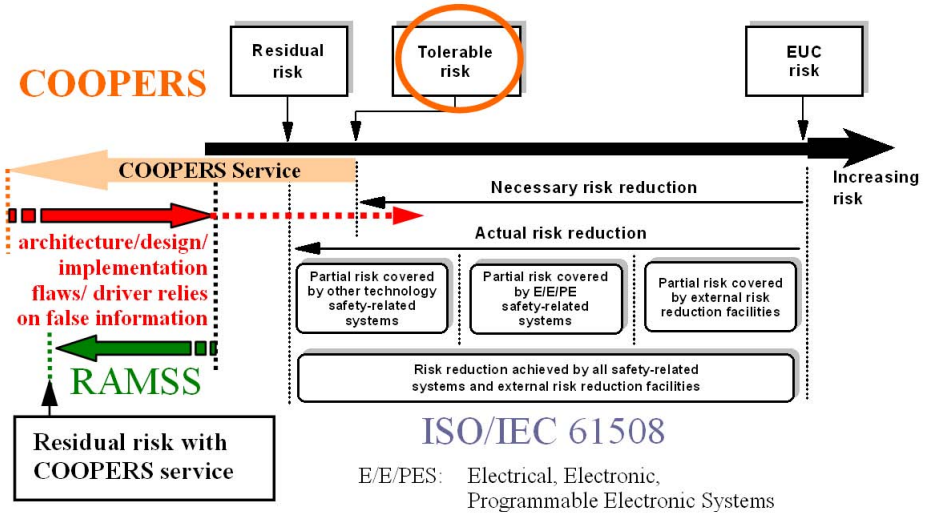 Residual
risk
Tolerable
risk
EUC
risk
COOPERS
COOPERS Service
Increasing
risk
Necessary risk reduction
Actual risk reduction
architecture/design/
implementation
flaws/ driver relies
on false information
Partial risk covered
by other technology
safety-related
systems
Partial risk covered
by E/E/PE
safety-related
systems
Partial risk covered
by external risk
reduction facilities
RAMSS
Risk reduction achieved by all safety-related
systems and external risk reduction facilities
Residual risk with
COOPERS service
ISO/IEC 61508
E/E/PES: Electrical, Electronic,
Programmable Electronic Systems